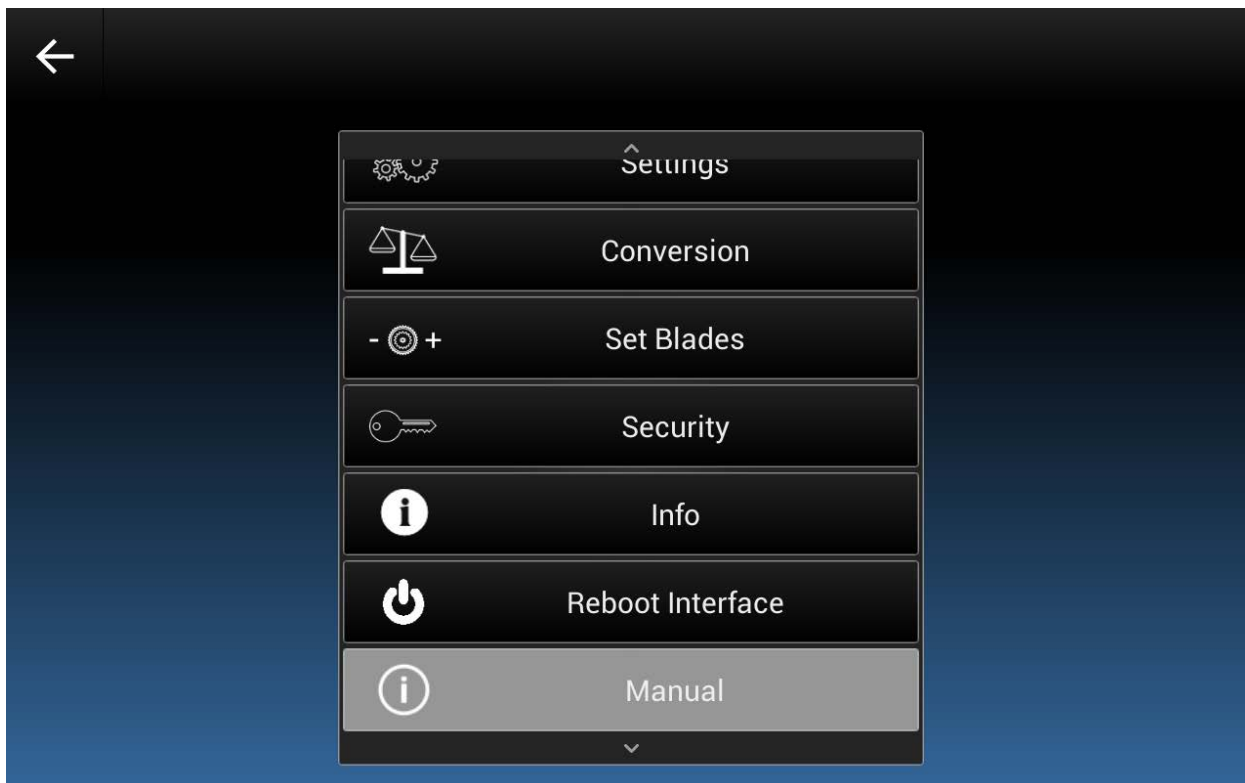 Settings
Conversion
- +
Set Blades
Security
Info
Reboot Interface
Manual